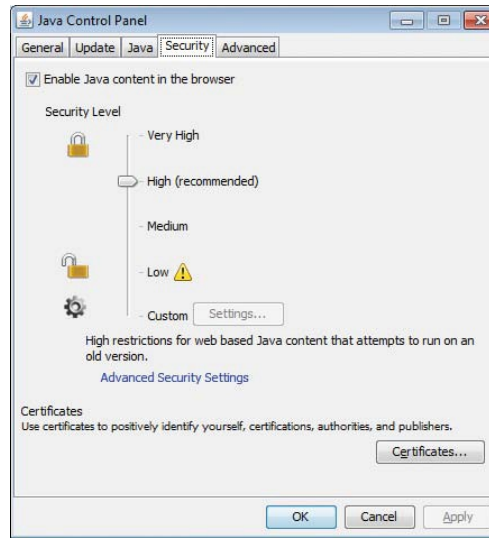 Java Control Panel
General Update Java Security Advanced
Enable Java content in the browser
Security Level
Very High
High (recommended)
Medium
Low
Custom Settings...
High restrictions for web based Java content that attempts to run on an
old version.
Advanced Security Settings
Certificates
Use certificates to positively identify yourself, certifications, authorities, and publishers.
Certificates...
OK Cancel Apply